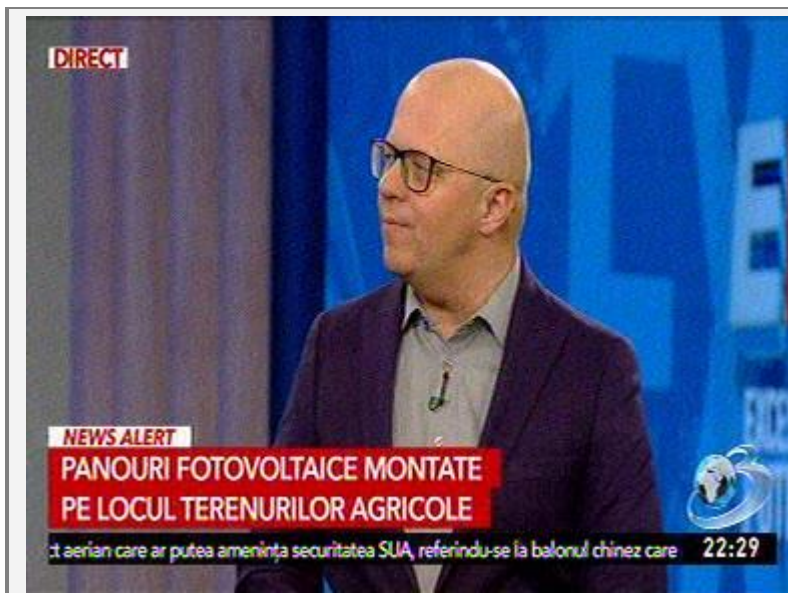 DIRECT
NEWS ALERT
PANOURI FOTOVOLTAICE MONTATE
PE LOCUL TERENURILOR AGRICOLE
ct aerian care ar putea amenința securitatea SUA, referindu-se la balonul chinez care
22:29